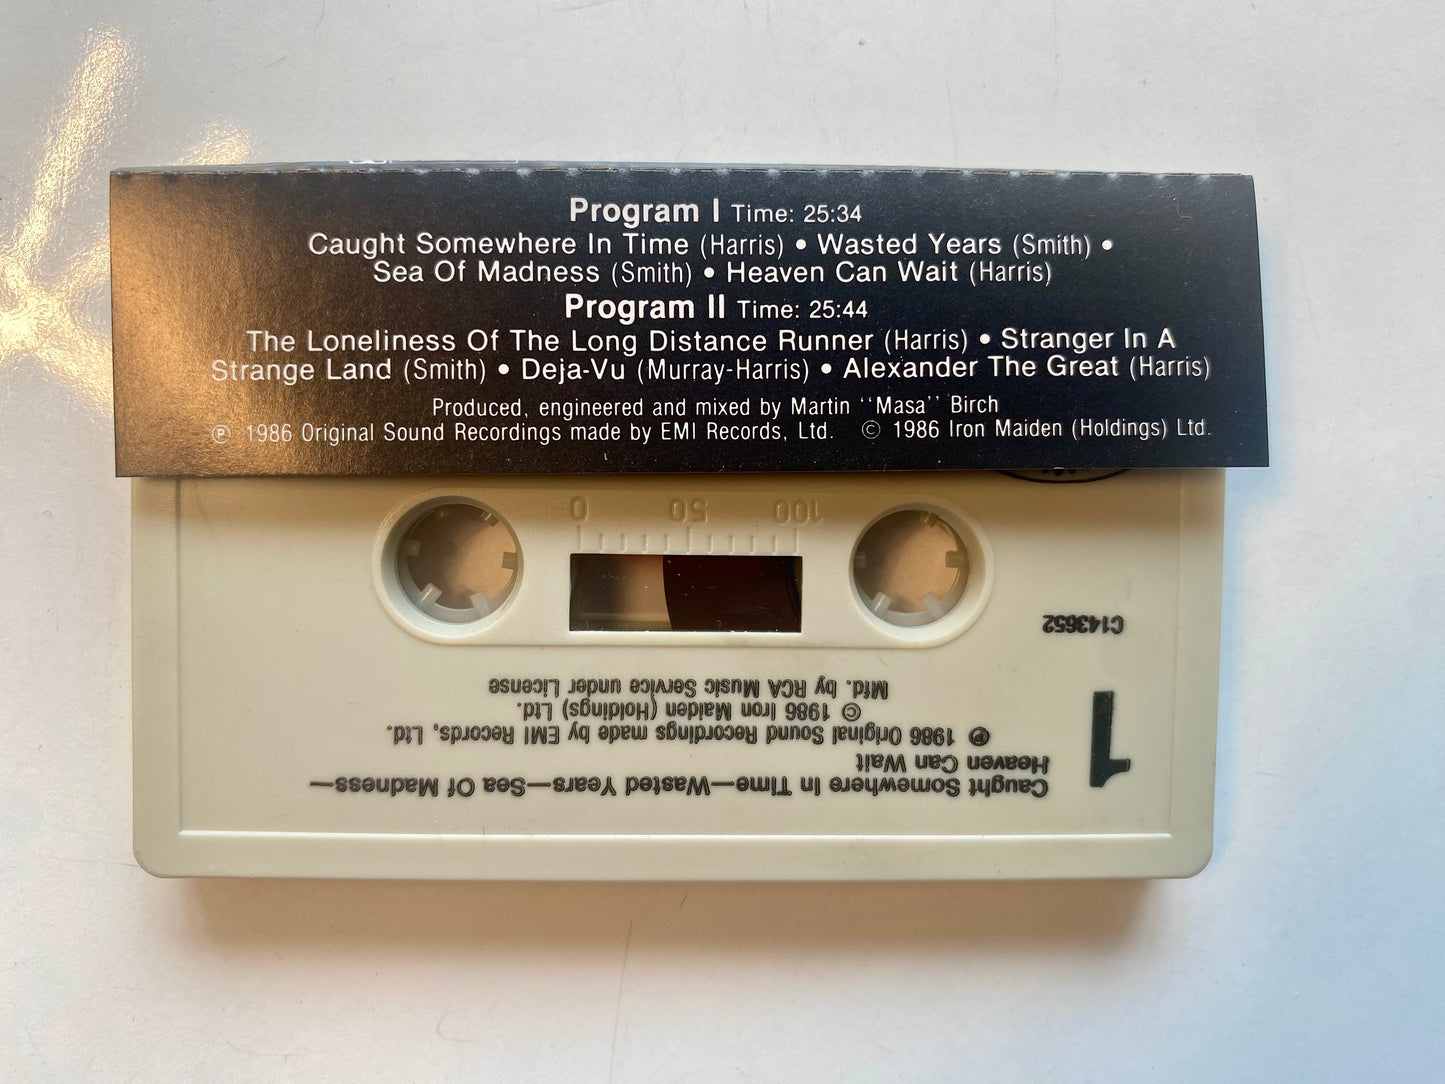 Program I Time: 25:34
Caught Somewhere In Time (Harris) • Wasted Years (Smith) •
Sea Of Madness (Smith) • Heaven Can Wait (Harris)
Program II Time: 25:44
The Loneliness Of The Long Distance Runner (Harris) • Stranger In A
Strange Land (Smith) • Deja-Vu (Murray-Harris) • Alexander The Great (Harris)
Produced, engineered and mixed by Martin ‘‘Masa’’ Birch
℗ 1986 Original Sound Recordings made by EMI Records, Ltd. © 1986 Iron Maiden (Holdings) Ltd.
1
Caught Somewhere In Time—Wasted Years—Sea Of Madness—
Heaven Can Wait
℗ 1986 Original Sound Recordings made by EMI Records, Ltd.
© 1986 Iron Maiden (Holdings) Ltd.
Mfd. by RCA Music Service under License
C143652
100 50 0